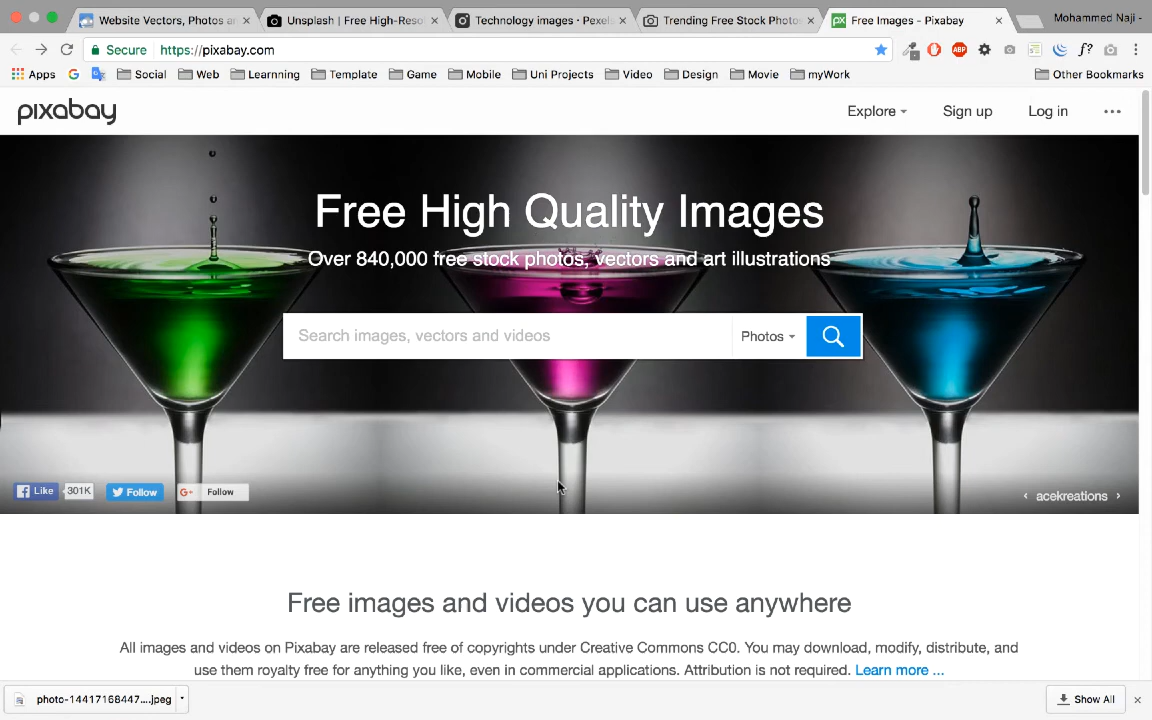 Website Vectors, Photos a
Unsplash | Free High-Reso
Technology images · Pexels
Trending Free Stock Photos
Free Images - Pixabay
Mohammed Naji -
Secure https://pixabay.com
ABP
f?
Apps
Social
Web
Learnning
Template
Game
Mobile
Uni Projects
Video
Design
Movie
myWork
Other Bookmarks
pixabay
Explore
Sign up
Log in
Free High Quality Images
Over 840,000 free stock photos, vectors and art illustrations
Search images, vectors and videos
Photos
Like
301K
Follow
G+ Follow
‹ acekreations ›
Free images and videos you can use anywhere
All images and videos on Pixabay are released free of copyrights under Creative Commons CC0. You may download, modify, distribute, and
use them royalty free for anything you like, even in commercial applications. Attribution is not required. Learn more ...
photo-14417168447....jpeg
Show All